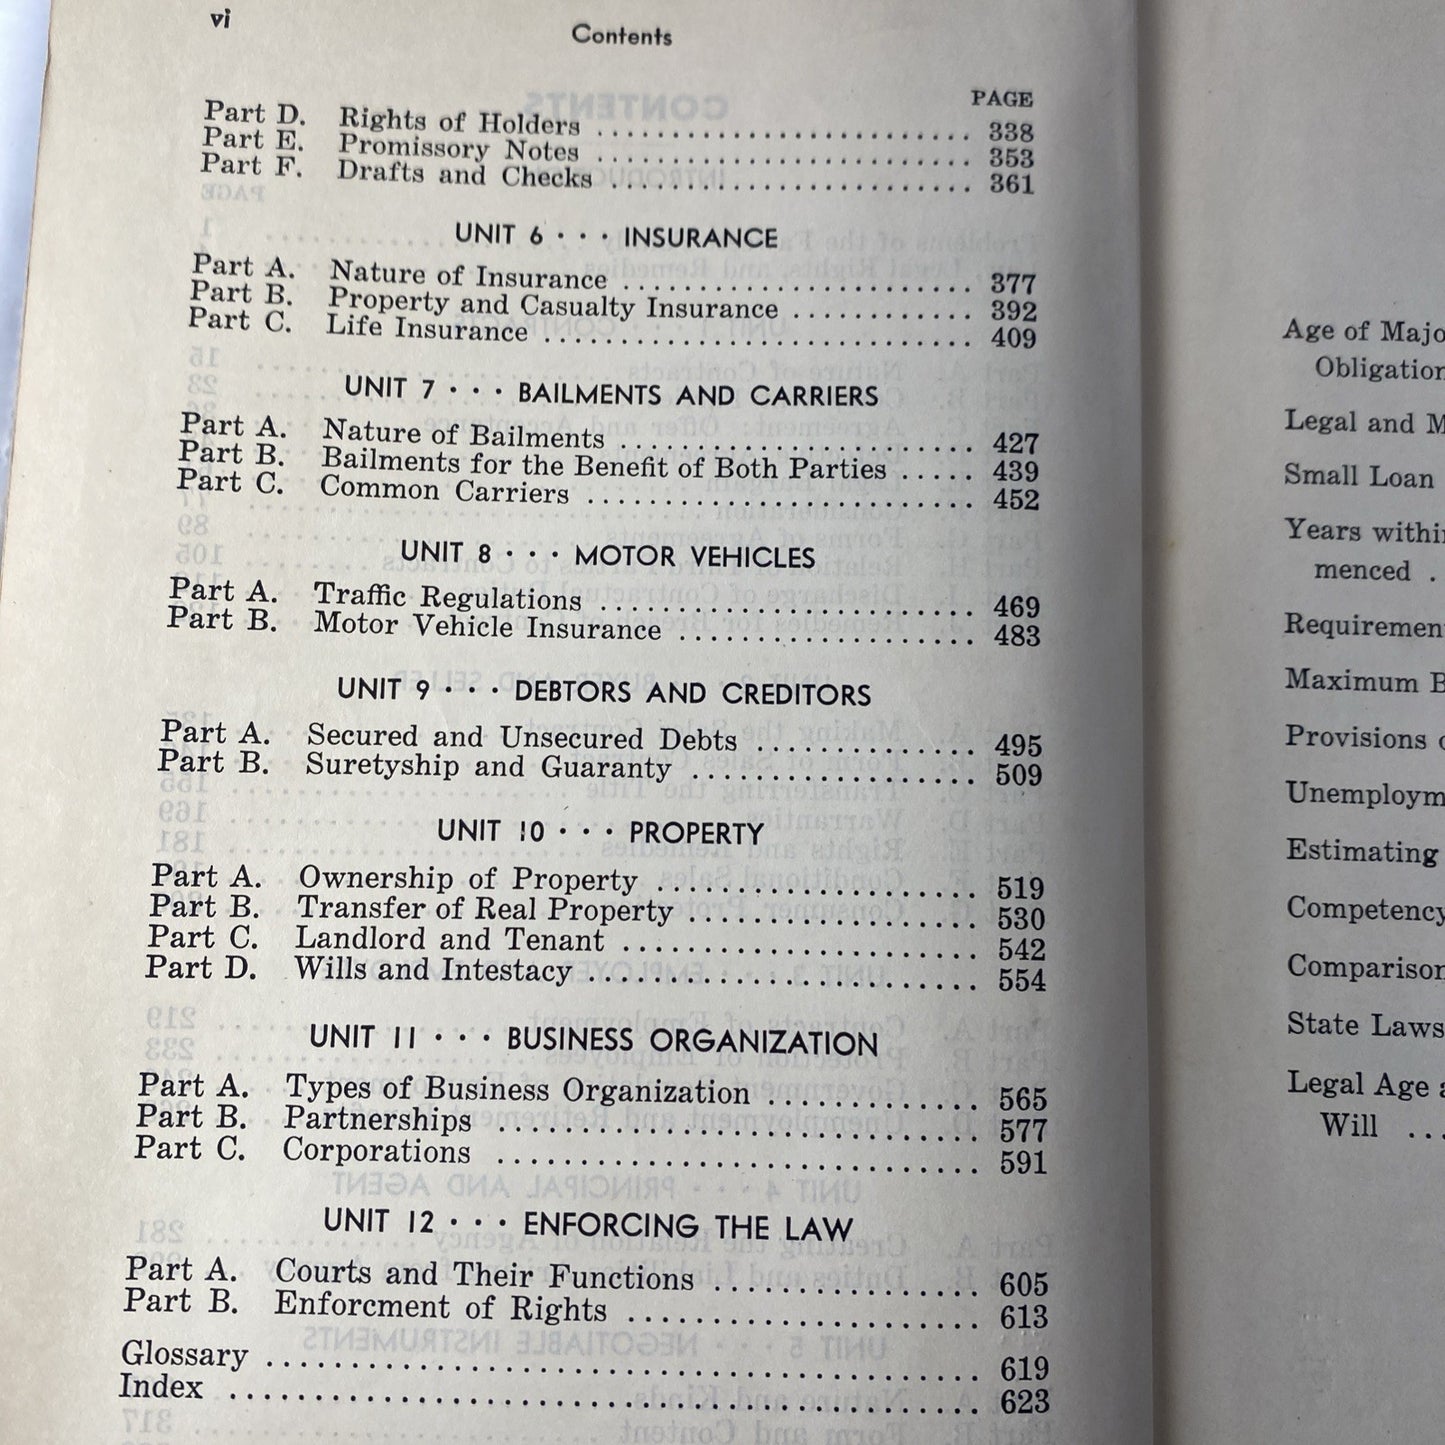 vi
Contents
PAGE
Part D. Rights of Holders ........................ 338
Part E. Promissory Notes ........................ 353
Part F. Drafts and Checks ....................... 361
UNIT 6 · · · INSURANCE
Part A. Nature of Insurance ...................... 377
Part B. Property and Casualty Insurance ............ 392
Part C. Life Insurance ........................... 409
UNIT 7 · · · BAILMENTS AND CARRIERS
Part A. Nature of Bailments ...................... 427
Part B. Bailments for the Benefit of Both Parties ..... 439
Part C. Common Carriers ........................ 452
UNIT 8 · · · MOTOR VEHICLES
Part A. Traffic Regulations ....................... 469
Part B. Motor Vehicle Insurance ................... 483
UNIT 9 · · · DEBTORS AND CREDITORS
Part A. Secured and Unsecured Debts .............. 495
Part B. Suretyship and Guaranty .................. 509
UNIT 10 · · · PROPERTY
Part A. Ownership of Property .................... 519
Part B. Transfer of Real Property .................. 530
Part C. Landlord and Tenant ...................... 542
Part D. Wills and Intestacy ........................ 554
UNIT 11 · · · BUSINESS ORGANIZATION
Part A. Types of Business Organization ............. 565
Part B. Partnerships ............................. 577
Part C. Corporations ............................. 591
UNIT 12 · · · ENFORCING THE LAW
Part A. Courts and Their Functions ................ 605
Part B. Enforcment of Rights ...................... 613
Glossary ............................................ 619
Index .............................................. 623
Age of Majo
Obligation
Legal and M
Small Loan
Years within
menced .
Requiremen
Maximum B
Provisions
Unemploym
Estimating
Competency
Comparison
State Laws
Legal Age a
Will ...